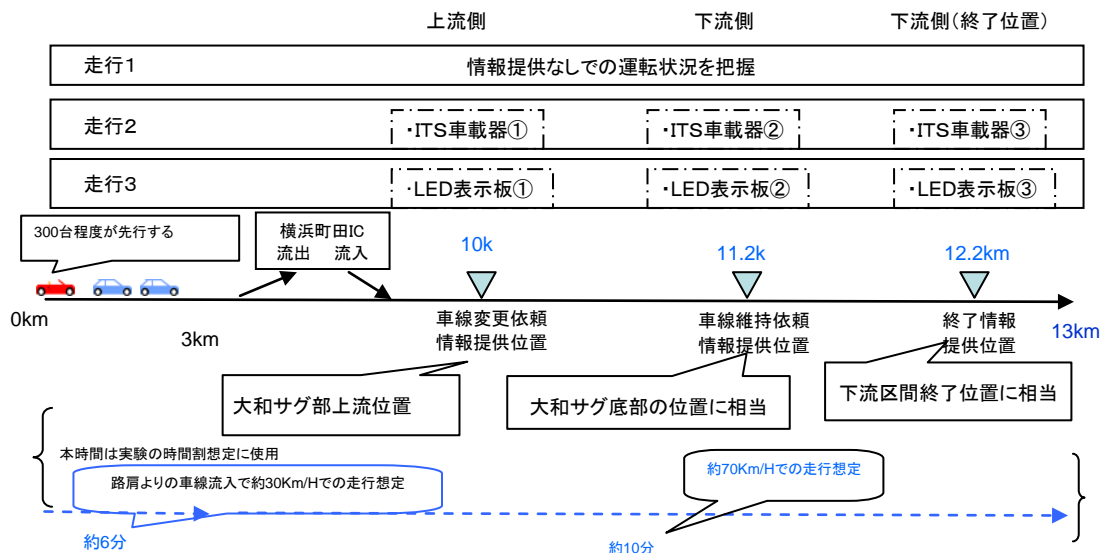 上流側 下流側 下流側(終了位置)
走行1 情報提供なしでの運転状況を把握
走行2 ・ITS車載器① ・ITS車載器② ・ITS車載器③
走行3 ・LED表示板① ・LED表示板② ・LED表示板③
300台程度が先行する
横浜町田IC
流出 流入
10k 11.2k 12.2km
0km 3km 13km
車線変更依頼
情報提供位置
車線維持依頼
情報提供位置
終了情報
提供位置
大和サグ部上流位置
大和サグ底部の位置に相当
下流区間終了位置に相当
本時間は実験の時間割想定に使用
路肩よりの車線流入で約30Km/Hでの走行想定
約70Km/Hでの走行想定
約6分 約10分